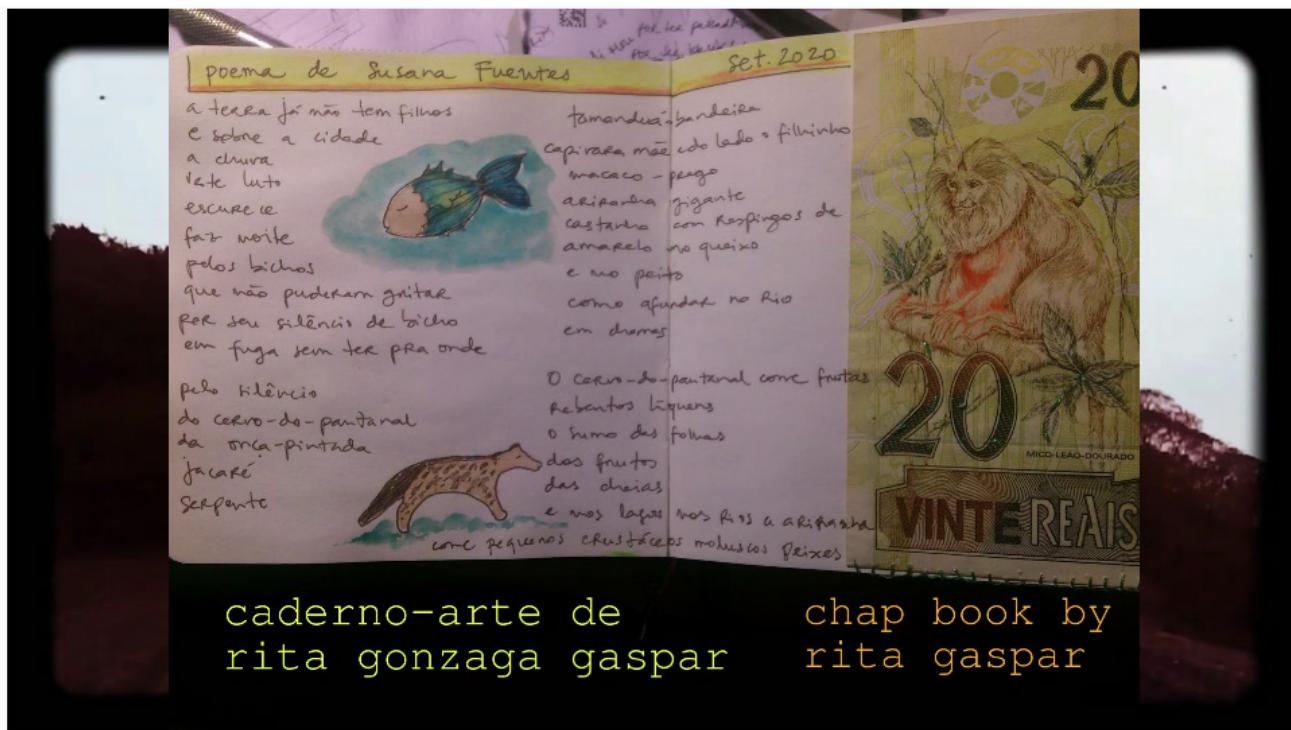 poema de Susana Fuentes
set. 2020
a terra já não tem filhos
e sobre a cidade
a chuva
veste luto
escurece
faz noite
pelos bichos
que não puderam gritar
por seu silêncio de bicho
em fuga sem ter pra onde
pelo silêncio
do cervo-do-pantanal
da onça-pintada
jacaré
serpente
tamanduá-bandeira
capivara mãe e do lado o filhinho
macaco-prego
ariranha gigante
castanho com respingos de
amarelo no queixo
e no peito
como afundar no rio
em chamas
O cervo-do-pantanal come frutas
rebentos líquens
o sumo das folhas
dos frutos
das cheias
e nos lagos nos rios a ariranha
come pequenos crustáceos moluscos peixes
20
20
MICO-LEÃO-DOURADO
VINTE REAIS
caderno-arte de
rita gonzaga gaspar
chap book by
rita gaspar